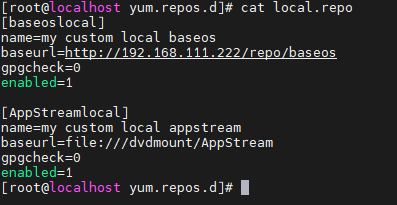 [root@localhost yum.repos.d]# cat local.repo
[baseoslocal]
name=my custom local baseos
baseurl=http://192.168.111.222/repo/baseos
gpgcheck=0
enabled=1

[AppStreamlocal]
name=my custom local appstream
baseurl=file:///dvdmount/AppStream
gpgcheck=0
enabled=1
[root@localhost yum.repos.d]#